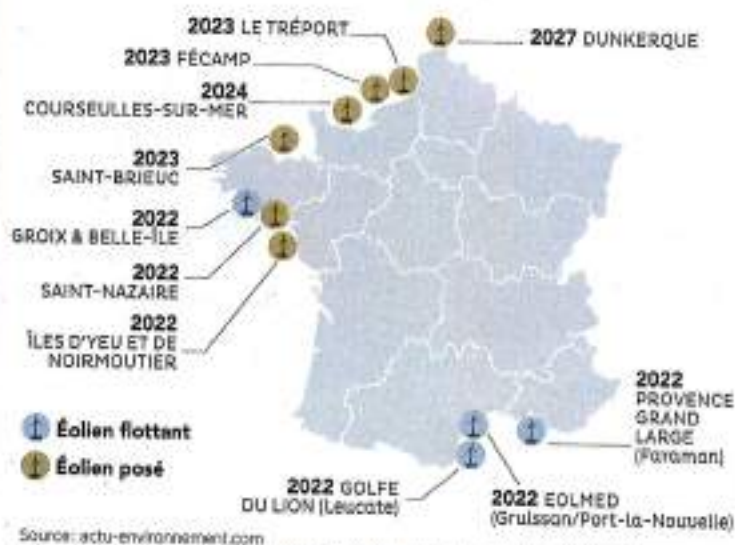 2023 LE TRÉPORT
2027 DUNKERQUE
2023 FÉCAMP
2024
COURSEULLES-SUR-MER
2023
SAINT-BRIEUC
2022
GROIX & BELLE-ÎLE
2022
SAINT-NAZAIRE
2022
ÎLES D'YEU ET DE
NOIRMOUTIER
2022
PROVENCE
GRAND
LARGE
(Faraman)
Éolien flottant
Éolien posé
2022 GOLFE
DU LION (Leucate)
2022 EOLMED
(Gruissan/Port-la-Nouvelle)
Source: actu-environnement.com